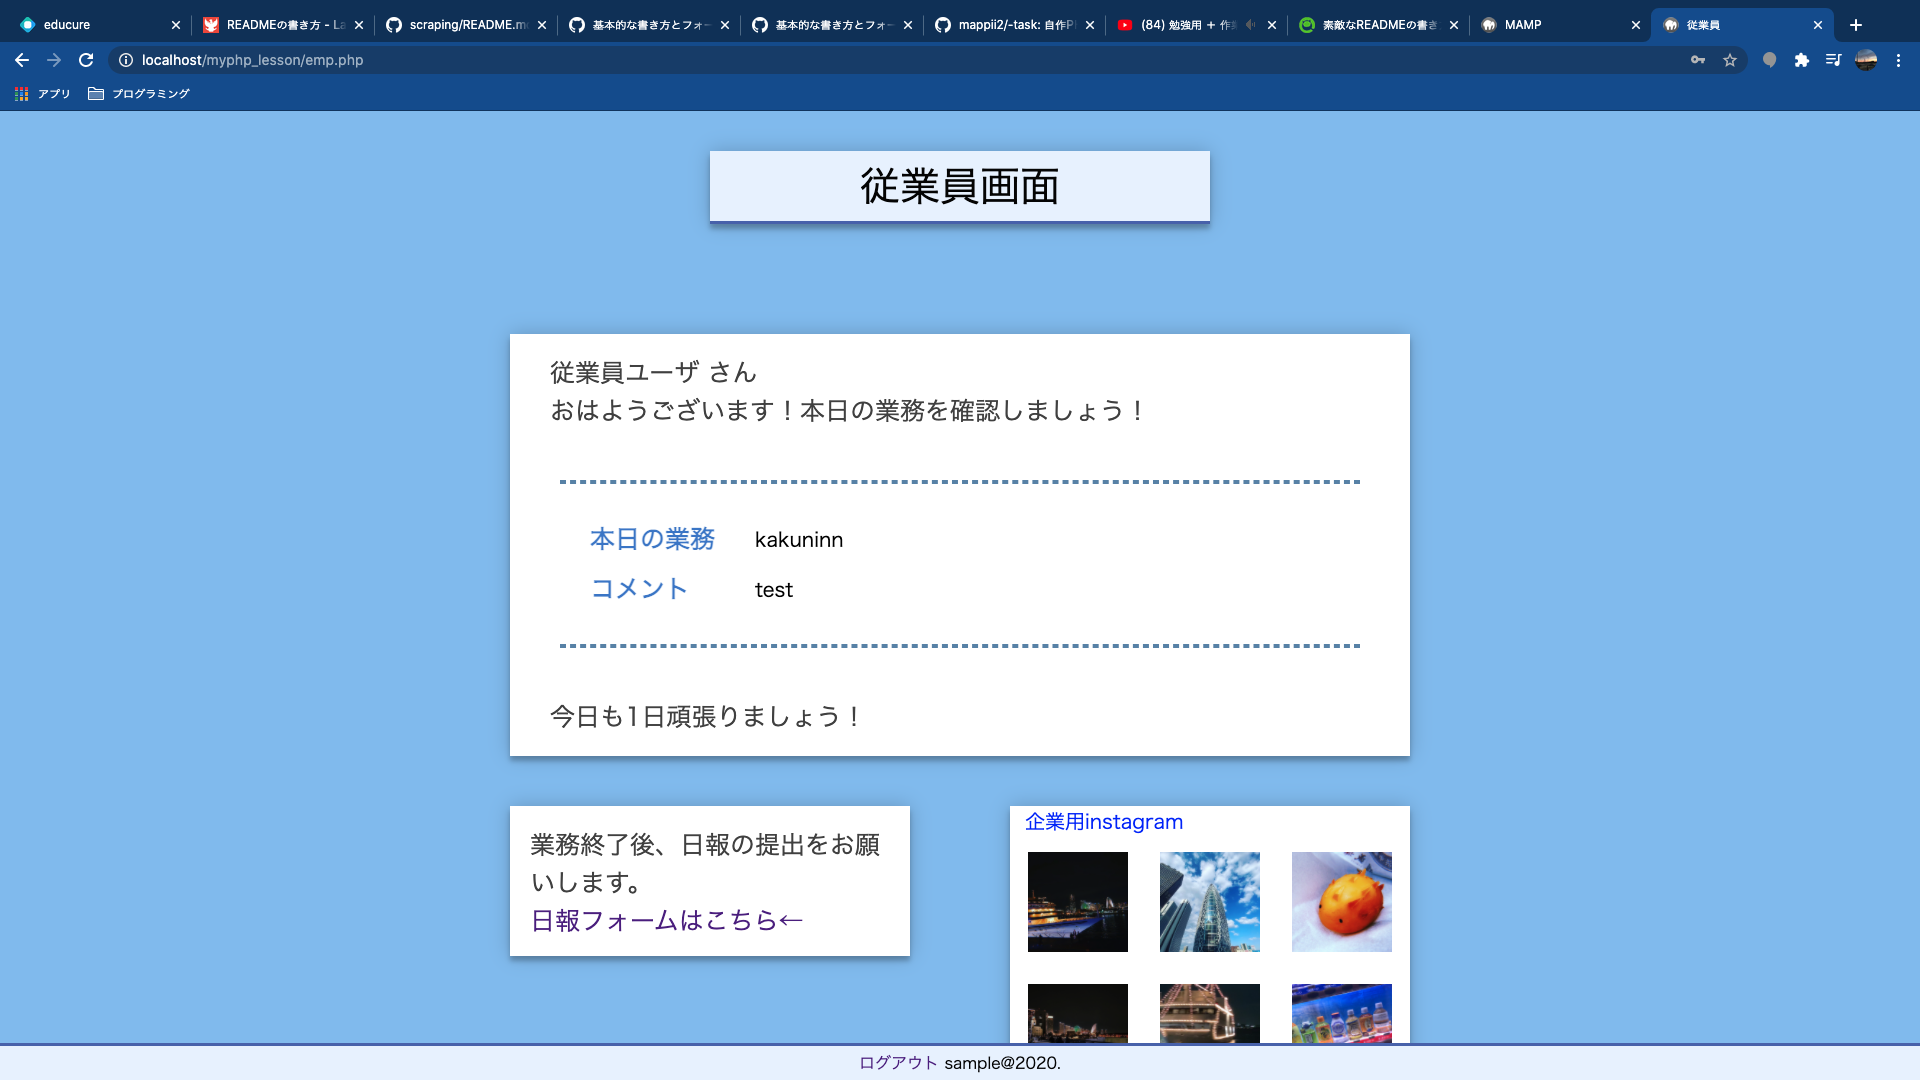 educure
READMEの書き方 - La
scraping/README.m
基本的な書き方とフォー
基本的な書き方とフォー
mappii2/-task: 自作P
(84) 勉強用 + 作
素敵なREADMEの書き
MAMP
従業員
localhost/myphp_lesson/emp.php
アプリ
プログラミング
従業員画面
従業員ユーザ さん
おはようございます！本日の業務を確認しましょう！
本日の業務 kakuninn
コメント test
今日も1日頑張りましょう！
業務終了後、日報の提出をお願
いします。
日報フォームはこちら←
企業用instagram
ログアウト sample@2020.